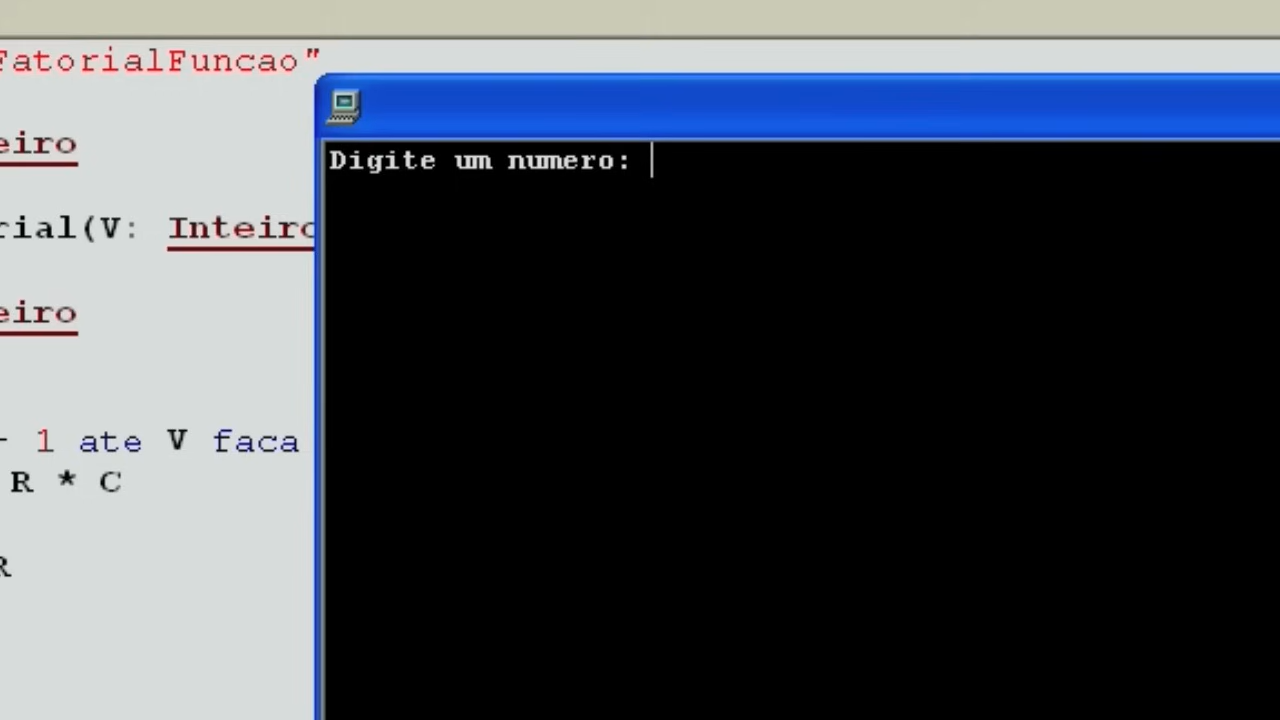 FatorialFuncao"
Digite um numero:
eiro
rial(V: Inteiro
eiro
1 ate V faca
R * C
R